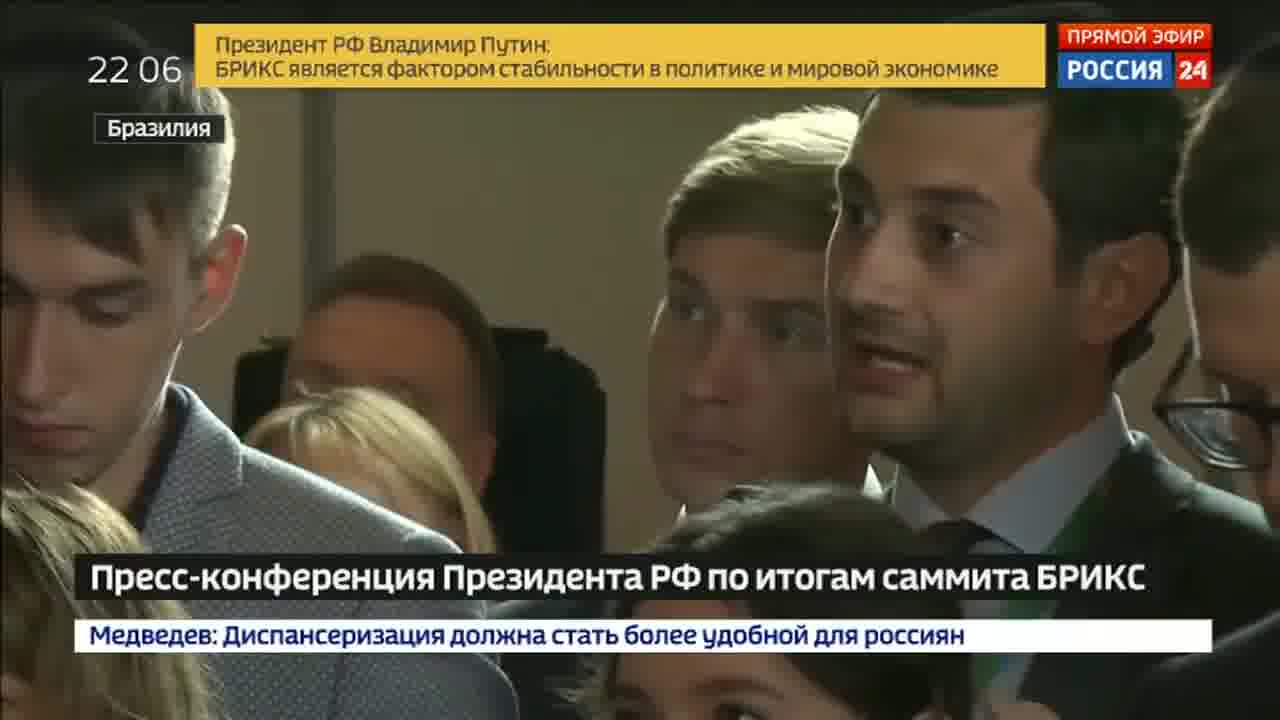 22 06
Президент РФ Владимир Путин:
БРИКС является фактором стабильности в политике и мировой экономике
ПРЯМОЙ ЭФИР
РОССИЯ 24
Бразилия
Пресс-конференция Президента РФ по итогам саммита БРИКС
Медведев: Диспансеризация должна стать более удобной для россиян